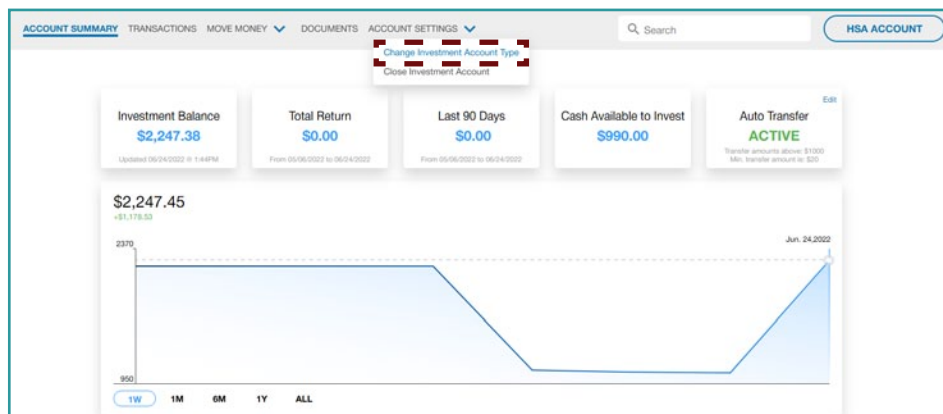 ACCOUNT SUMMARY TRANSACTIONS MOVE MONEY DOCUMENTS ACCOUNT SETTINGS Search HSA ACCOUNT
Change Investment Account Type
Close Investment Account
Edit
Investment Balance Total Return Last 90 Days Cash Available to Invest Auto Transfer
$2,247.38 $0.00 $0.00 $990.00 ACTIVE
Updated 06/24/2022 @ 1:44PM From 05/06/2022 to 06/24/2022 From 05/06/2022 to 06/24/2022 Transfer amounts above: $1000
Min. transfer amount is: $20
$2,247.45
+$1,178.53
2370 Jun. 24,2022
950
1W 1M 6M 1Y ALL